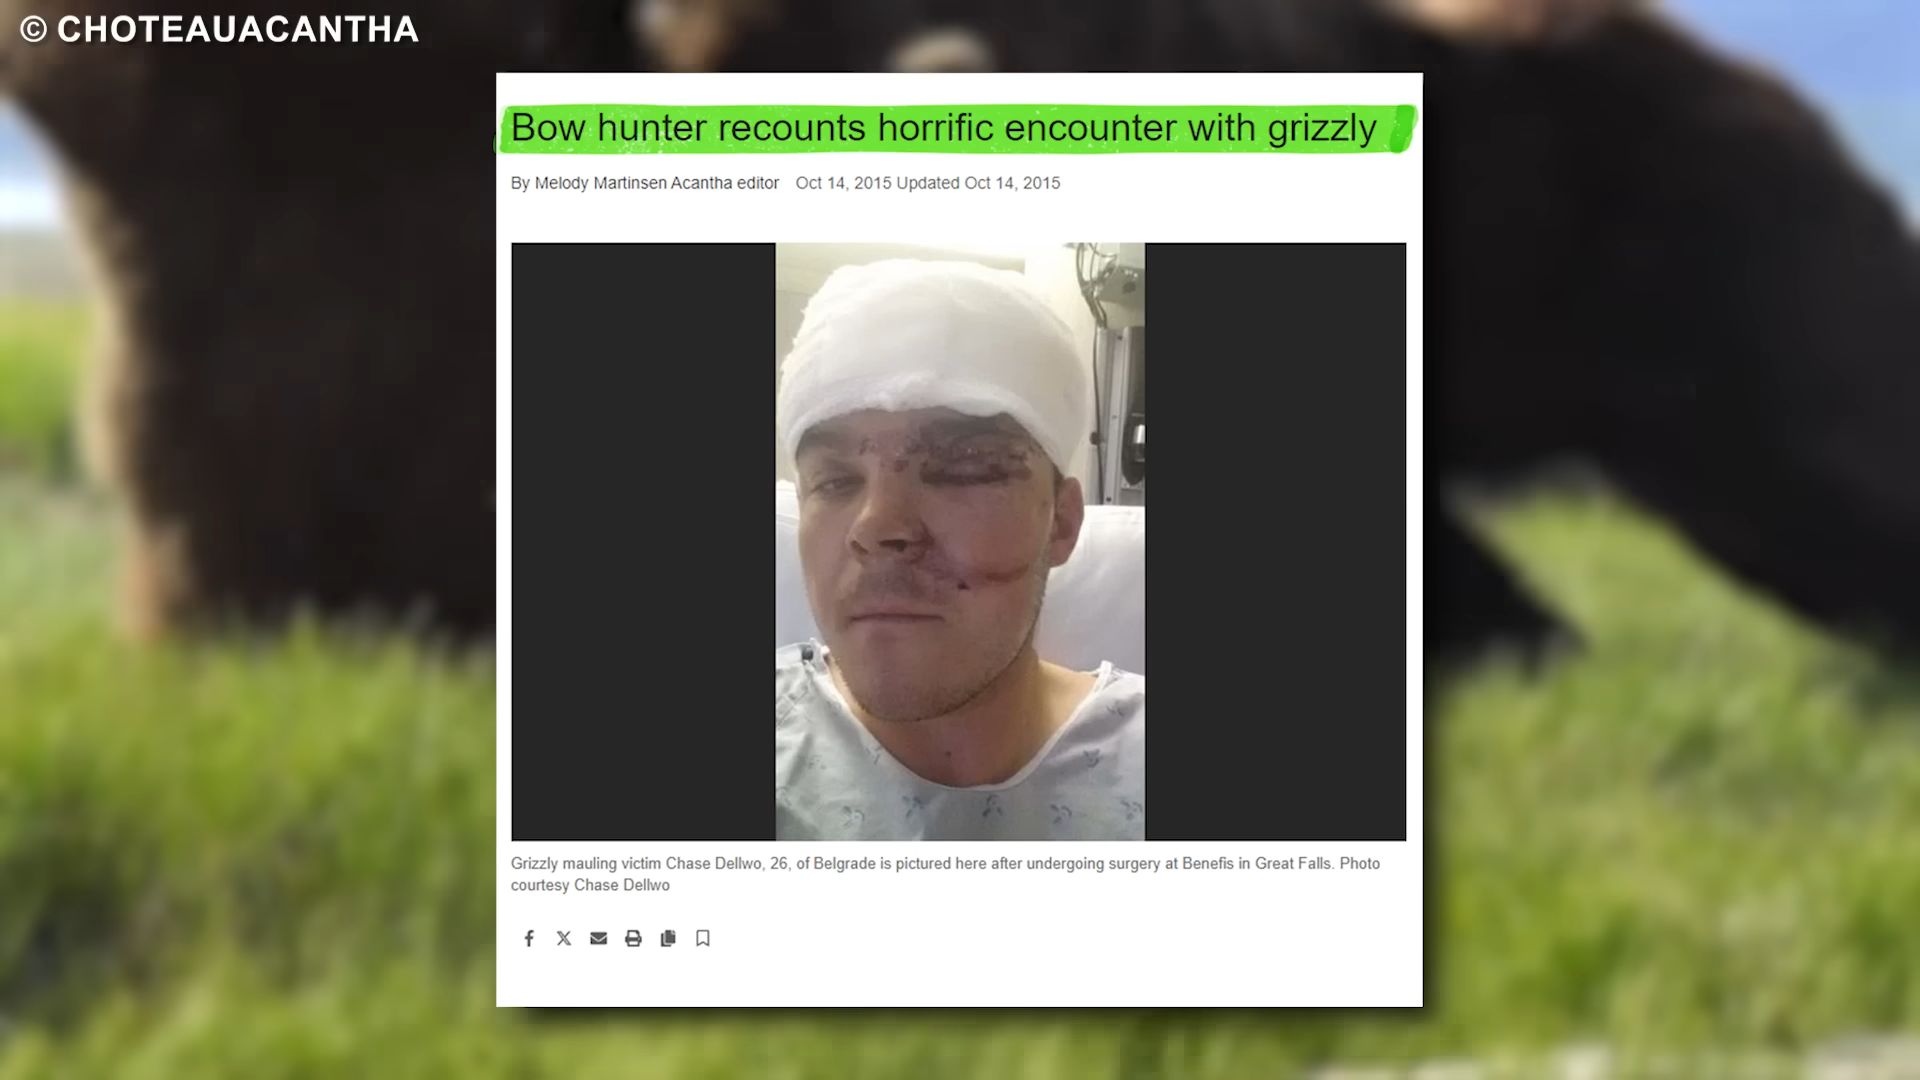 © CHOTEAUACANTHA
Bow hunter recounts horrific encounter with grizzly
By Melody Martinsen Acantha editor Oct 14, 2015 Updated Oct 14, 2015
Grizzly mauling victim Chase Dellwo, 26, of Belgrade is pictured here after undergoing surgery at Benefis in Great Falls. Photo
courtesy Chase Dellwo